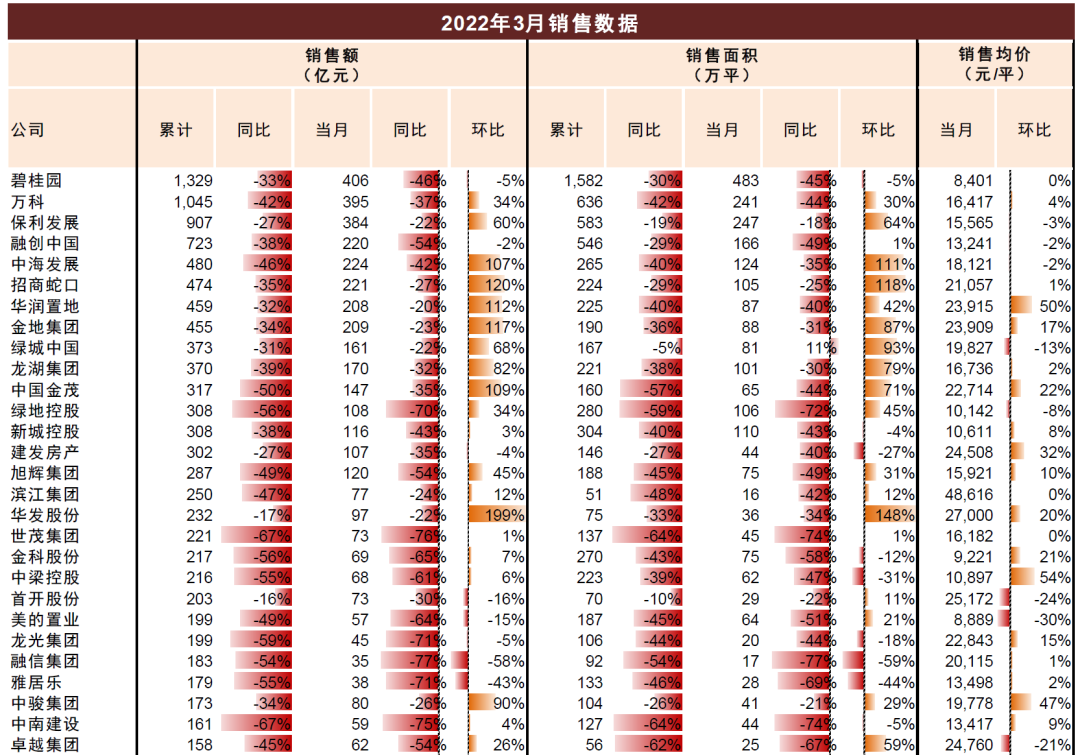 2022年3月销售数据
销售额 销售面积 销售均价
（亿元） （万平） （元/平）
公司 累计 同比 当月 同比 环比 累计 同比 当月 同比 环比 当月 环比
碧桂园 1,329 -33% 406 -46% -5% 1,582 -30% 483 -45% -5% 8,401 0%
万科 1,045 -42% 395 -37% 34% 636 -42% 241 -44% 30% 16,417 4%
保利发展 907 -27% 384 -22% 60% 583 -19% 247 -18% 64% 15,565 -3%
融创中国 723 -38% 220 -54% -2% 546 -29% 166 -49% 1% 13,241 -2%
中海发展 480 -46% 224 -42% 107% 265 -40% 124 -35% 111% 18,121 -2%
招商蛇口 474 -35% 221 -27% 120% 224 -29% 105 -25% 118% 21,057 1%
华润置地 459 -32% 208 -20% 112% 225 -40% 87 -40% 42% 23,915 50%
金地集团 455 -34% 209 -23% 117% 190 -36% 88 -31% 87% 23,909 17%
绿城中国 373 -31% 161 -22% 68% 167 -5% 81 11% 93% 19,827 -13%
龙湖集团 370 -39% 170 -32% 82% 221 -38% 101 -30% 79% 16,736 2%
中国金茂 317 -50% 147 -35% 109% 160 -57% 65 -44% 71% 22,714 22%
绿地控股 308 -56% 108 -70% 34% 280 -59% 106 -72% 45% 10,142 -8%
新城控股 308 -38% 116 -43% 3% 304 -40% 110 -43% -4% 10,611 8%
建发房产 302 -27% 107 -35% -4% 146 -27% 44 -40% -27% 24,508 32%
旭辉集团 287 -49% 120 -54% 45% 188 -45% 75 -49% 31% 15,921 10%
滨江集团 250 -47% 77 -24% 12% 51 -48% 16 -42% 12% 48,616 0%
华发股份 232 -17% 97 -22% 199% 75 -33% 36 -34% 148% 27,000 20%
世茂集团 221 -67% 73 -76% 1% 137 -64% 45 -74% 1% 16,182 0%
金科股份 217 -56% 69 -65% 7% 270 -43% 75 -58% -12% 9,221 21%
中梁控股 216 -55% 68 -61% 6% 223 -39% 62 -47% -31% 10,897 54%
首开股份 203 -16% 73 -30% -16% 70 -10% 29 -22% 11% 25,172 -24%
美的置业 199 -49% 57 -64% -15% 187 -45% 64 -51% 21% 8,889 -30%
龙光集团 199 -59% 45 -71% -5% 106 -44% 20 -44% -18% 22,843 15%
融信集团 183 -54% 35 -77% -58% 92 -54% 17 -77% -59% 20,115 1%
雅居乐 179 -55% 38 -71% -43% 133 -46% 28 -69% -44% 13,498 2%
中骏集团 173 -34% 80 -26% 90% 104 -26% 41 -21% 29% 19,778 47%
中南建设 161 -67% 59 -75% 4% 127 -64% 44 -74% -5% 13,417 9%
卓越集团 158 -45% 62 -54% 26% 56 -62% 25 -67% 59% 24,760 -21%